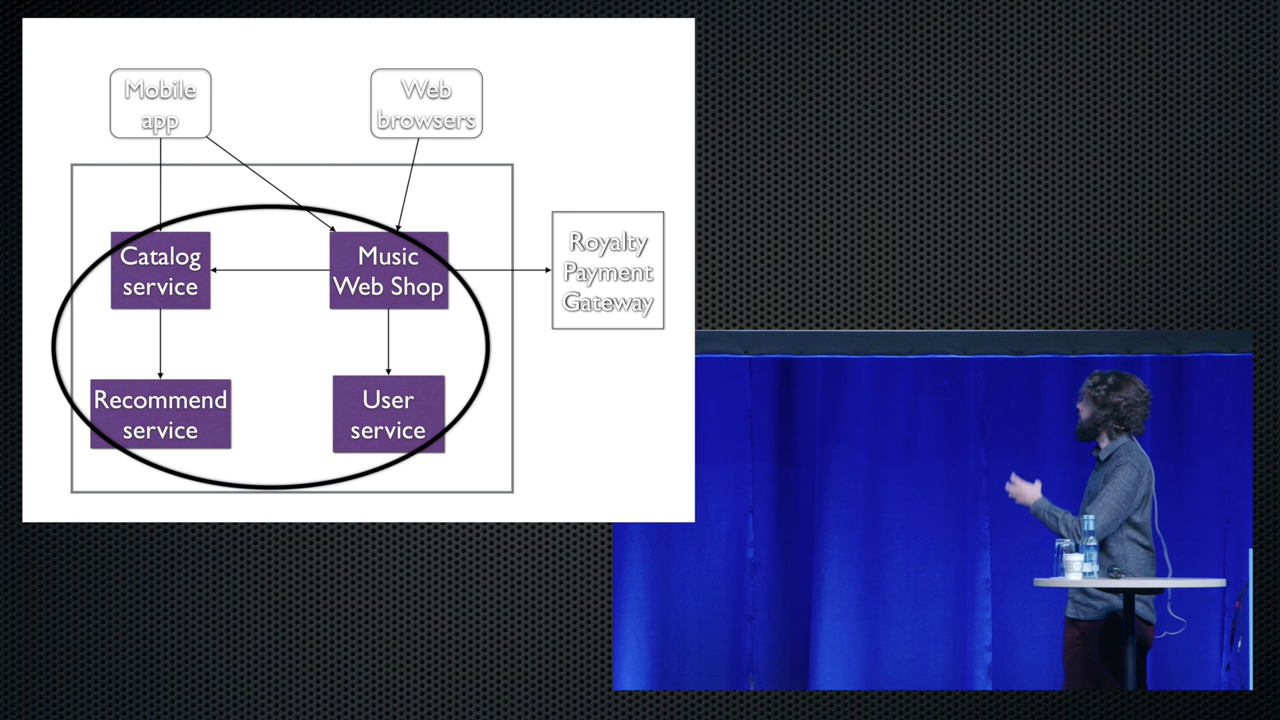 Mobile
app
Web
browsers
Catalog
service
Music
Web Shop
Royalty
Payment
Gateway
Recommend
service
User
service